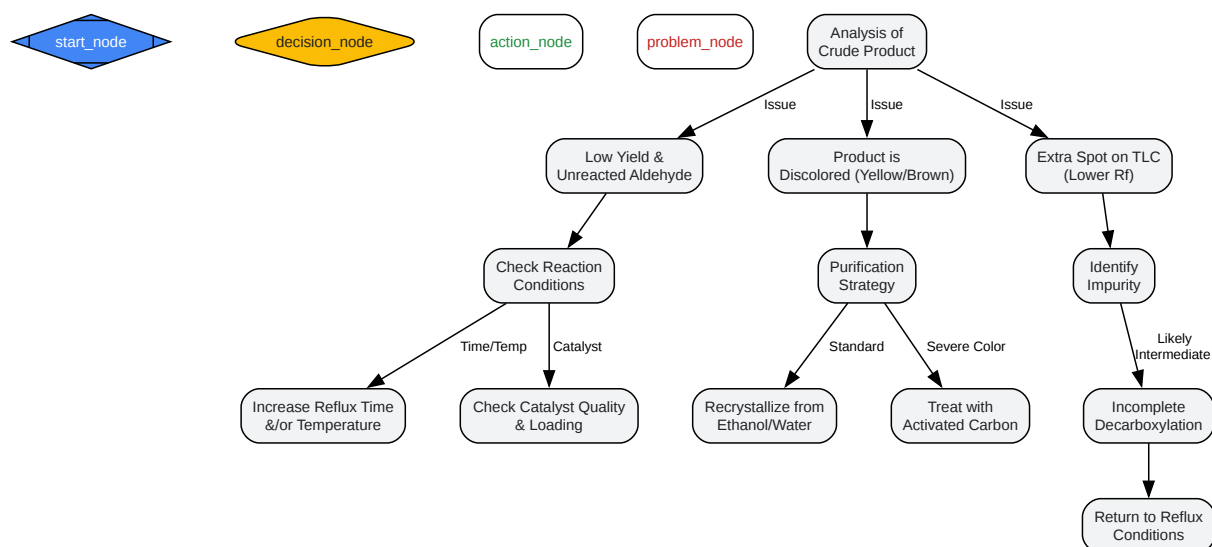 start_node
decision_node
action_node
problem_node
Analysis of
Crude Product
Issue
Issue
Issue
Low Yield &
Unreacted Aldehyde
Product is
Discolored (Yellow/Brown)
Extra Spot on TLC
(Lower Rf)
Check Reaction
Conditions
Purification
Strategy
Identify
Impurity
Time/Temp
Catalyst
Standard
Severe Color
Likely
Intermediate
Increase Reflux Time
&/or Temperature
Check Catalyst Quality
& Loading
Recrystallize from
Ethanol/Water
Treat with
Activated Carbon
Incomplete
Decarboxylation
Return to Reflux
Conditions